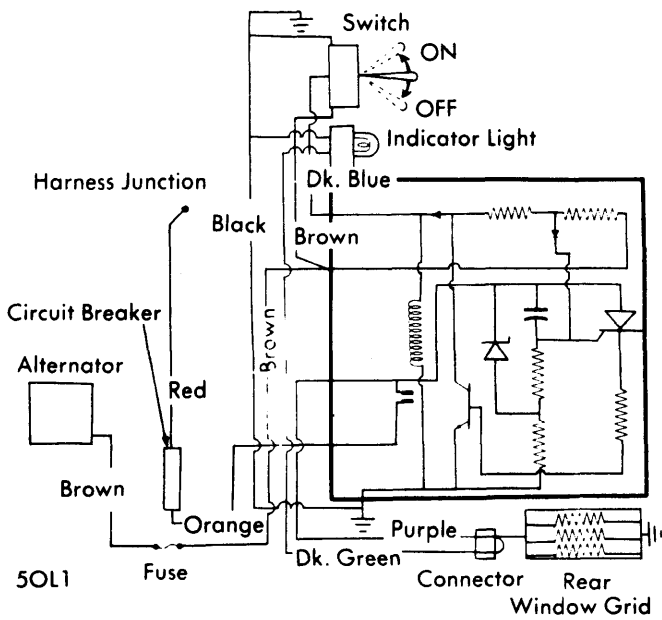 Switch
ON
OFF
Indicator Light
Dk. Blue
Harness Junction
Black
Brown
Circuit Breaker
Brown
Alternator
Red
Brown
Orange
Purple
Dk. Green
5OL1
Fuse
Connector
Rear
Window Grid